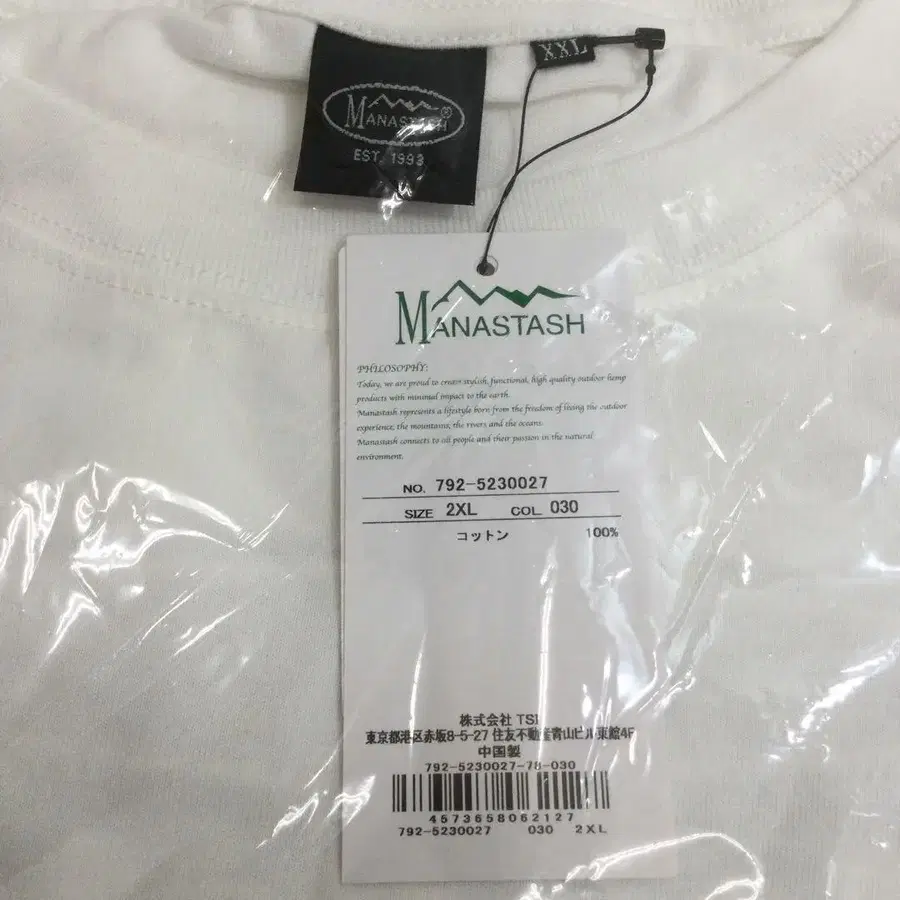 XXL
MANASTASH®
EST. 1993
MANASTASH
PHILOSOPHY:
Today, we are proud to create stylish, functional, high quality outdoor hemp
products with minimal impact to the earth.
Manastash represents a lifestyle born from the freedom of living the outdoor
experience, the mountains, the rivers and the oceans.
Manastash connects to all people and their passion in the natural
environment.
NO. 792-5230027
SIZE 2XL COL 030
コットン 100%
株式会社 TSI
東京都港区赤坂8-5-27 住友不動産青山ビル東館4F
中国製
792-5230027-78-030
4573658062127
792-5230027 030 2XL